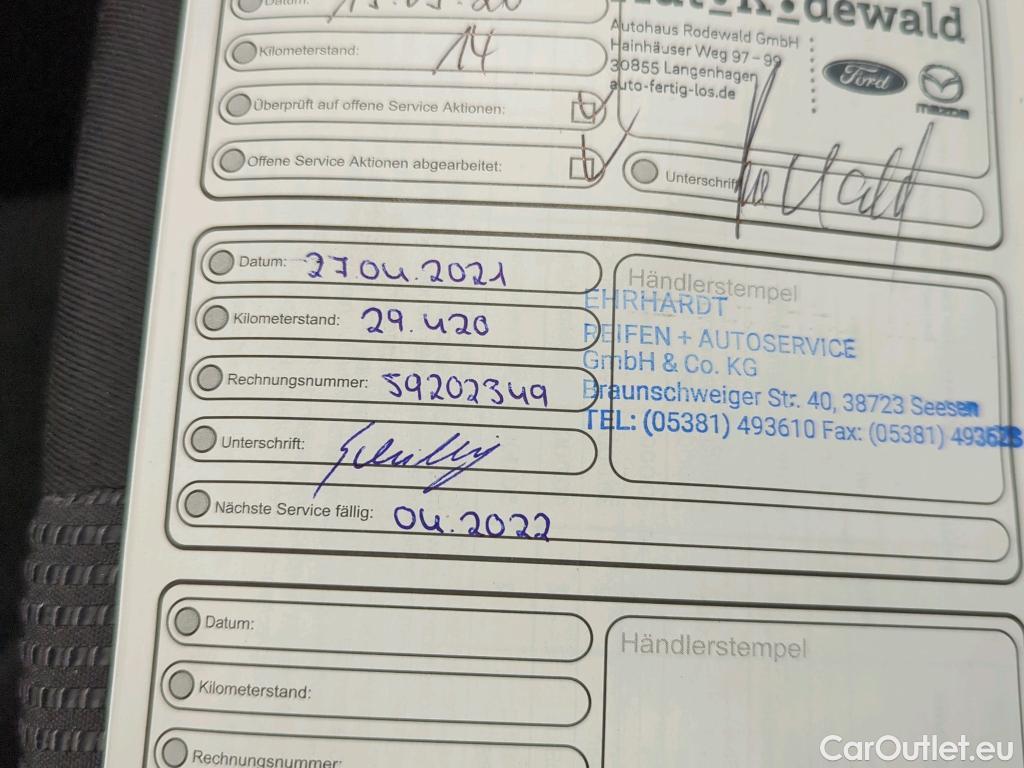 Datum:
Autohaus Rodewald GmbH
Hainhäuser Weg 97 - 99
30855 Langenhagen
auto-fertig-los.de
Ford
mazda
Kilometerstand: 14
Überprüft auf offene Service Aktionen:
Offene Service Aktionen abgearbeitet:
Unterschrift
Datum: 27.04.2021
Kilometerstand: 29.420
Rechnungsnummer: 59202349
Unterschrift:
Nächste Service fällig: 04.2022
Händlerstempel
EHRHARDT
REIFEN + AUTOSERVICE
GmbH & Co. KG
Braunschweiger Str. 40, 38723 Seesen
TEL: (05381) 493610 Fax: (05381) 493623
Datum:
Kilometerstand:
Rechnungsnummer:
Händlerstempel
CarOutlet.eu